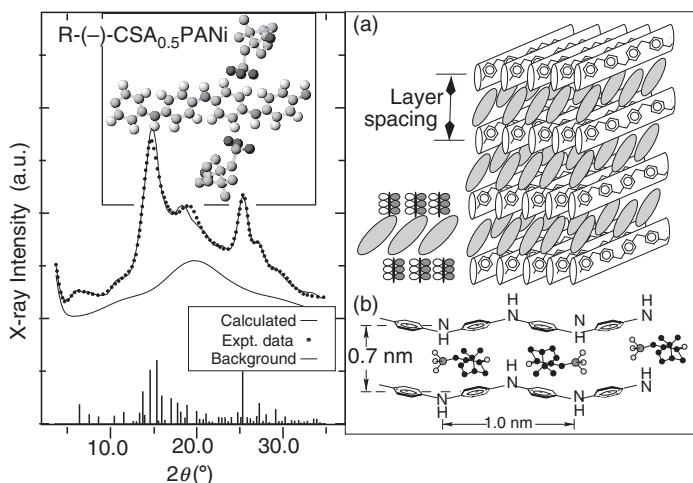 R-(–)-CSA0.5PANi
X-ray Intensity (a.u.)
Calculated
Expt. data
Background
10.0 20.0 30.0
2θ(°)
(a)
Layer
spacing
(b)
H H
N N N
N N N
H H
0.7 nm
H H
N N N
N N
H H
1.0 nm